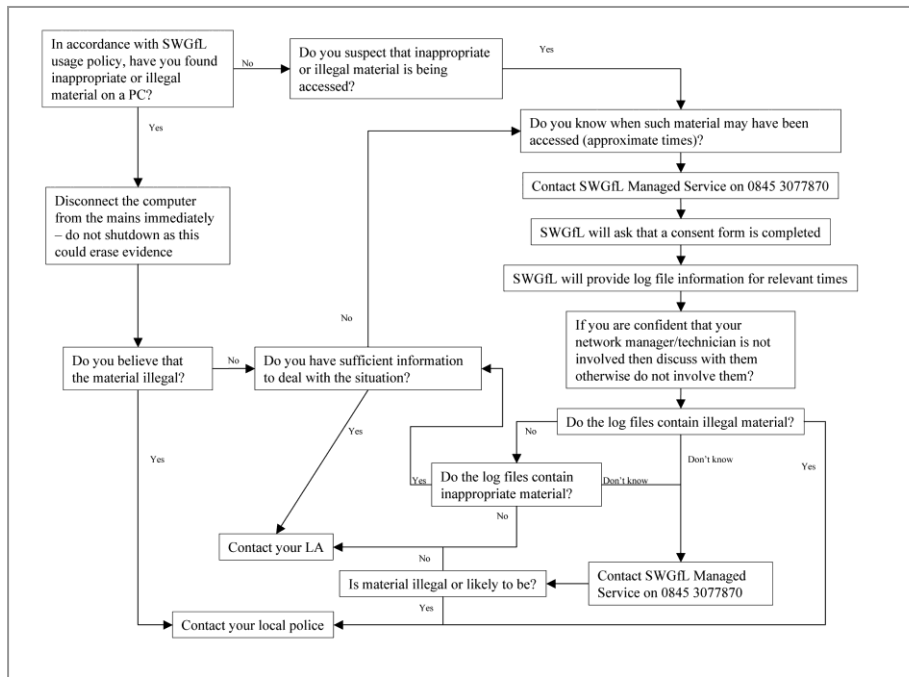 In accordance with SWGfL
usage policy, have you found
inappropriate or illegal
material on a PC?
No
Do you suspect that inappropriate
or illegal material is being
accessed?
Yes
Yes
Do you know when such material may have been
accessed (approximate times)?
Contact SWGfL Managed Service on 0845 3077870
Disconnect the computer
from the mains immediately
– do not shutdown as this
could erase evidence
SWGfL will ask that a consent form is completed
SWGfL will provide log file information for relevant times
No
If you are confident that your
network manager/technician is not
involved then discuss with them
otherwise do not involve them?
Do you believe that
the material illegal?
No
Do you have sufficient information
to deal with the situation?
Do the log files contain illegal material?
Yes
Yes
No
Don't know
Yes
Yes
Do the log files contain
inappropriate material?
Don't know
No
Contact your LA
No
Is material illegal or likely to be?
Contact SWGfL Managed
Service on 0845 3077870
Yes
Contact your local police